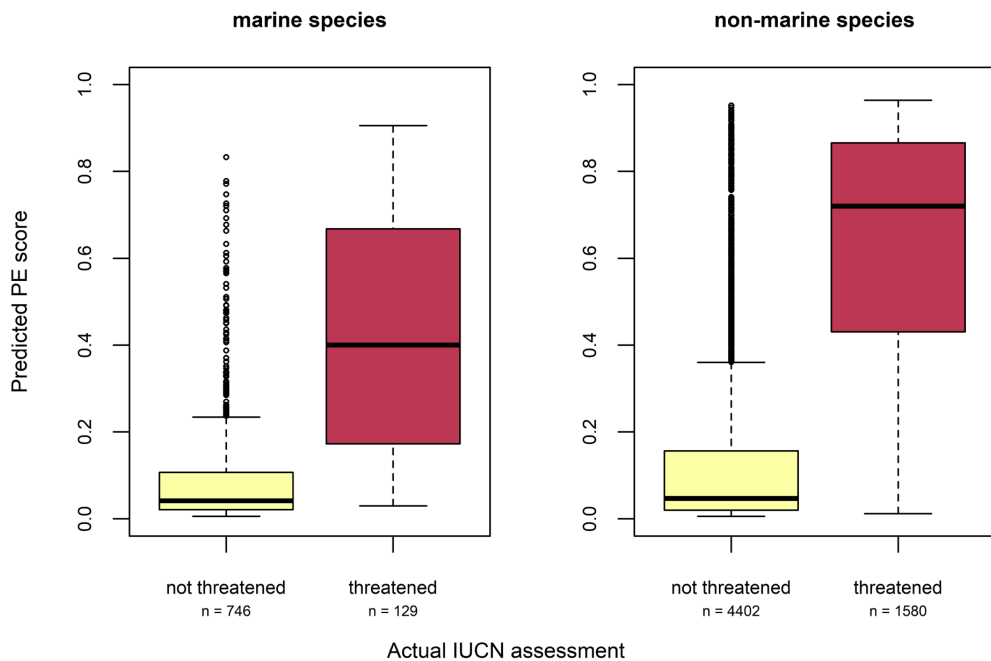 marine species
non-marine species
Predicted PE score
1.0
0.8
0.6
0.4
0.2
0.0
1.0
0.8
0.6
0.4
0.2
0.0
not threatened
threatened
not threatened
threatened
n = 746
n = 129
n = 4402
n = 1580
Actual IUCN assessment